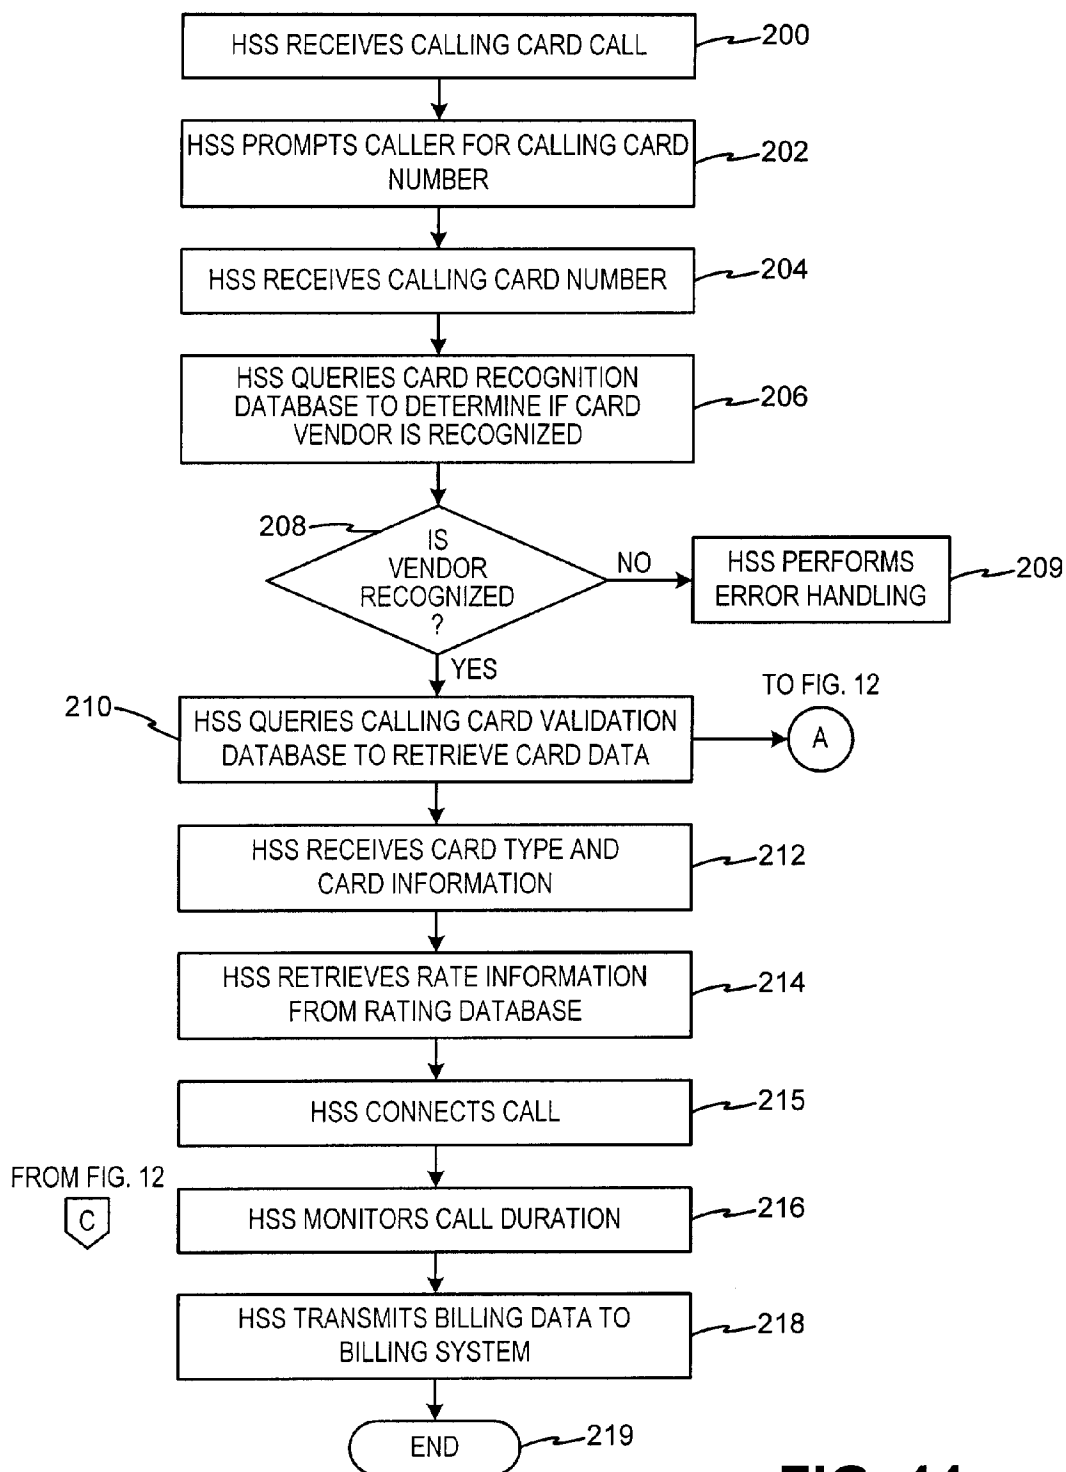 HSS RECEIVES CALLING CARD CALL
200
HSS PROMPTS CALLER FOR CALLING CARD
NUMBER
202
HSS RECEIVES CALLING CARD NUMBER
204
HSS QUERIES CARD RECOGNITION
DATABASE TO DETERMINE IF CARD
VENDOR IS RECOGNIZED
206
208
IS
VENDOR
RECOGNIZED
?
NO
HSS PERFORMS
ERROR HANDLING
209
YES
210
HSS QUERIES CALLING CARD VALIDATION
DATABASE TO RETRIEVE CARD DATA
TO FIG. 12
A
HSS RECEIVES CARD TYPE AND
CARD INFORMATION
212
HSS RETRIEVES RATE INFORMATION
FROM RATING DATABASE
214
HSS CONNECTS CALL
215
FROM FIG. 12
C
HSS MONITORS CALL DURATION
216
HSS TRANSMITS BILLING DATA TO
BILLING SYSTEM
218
END
219